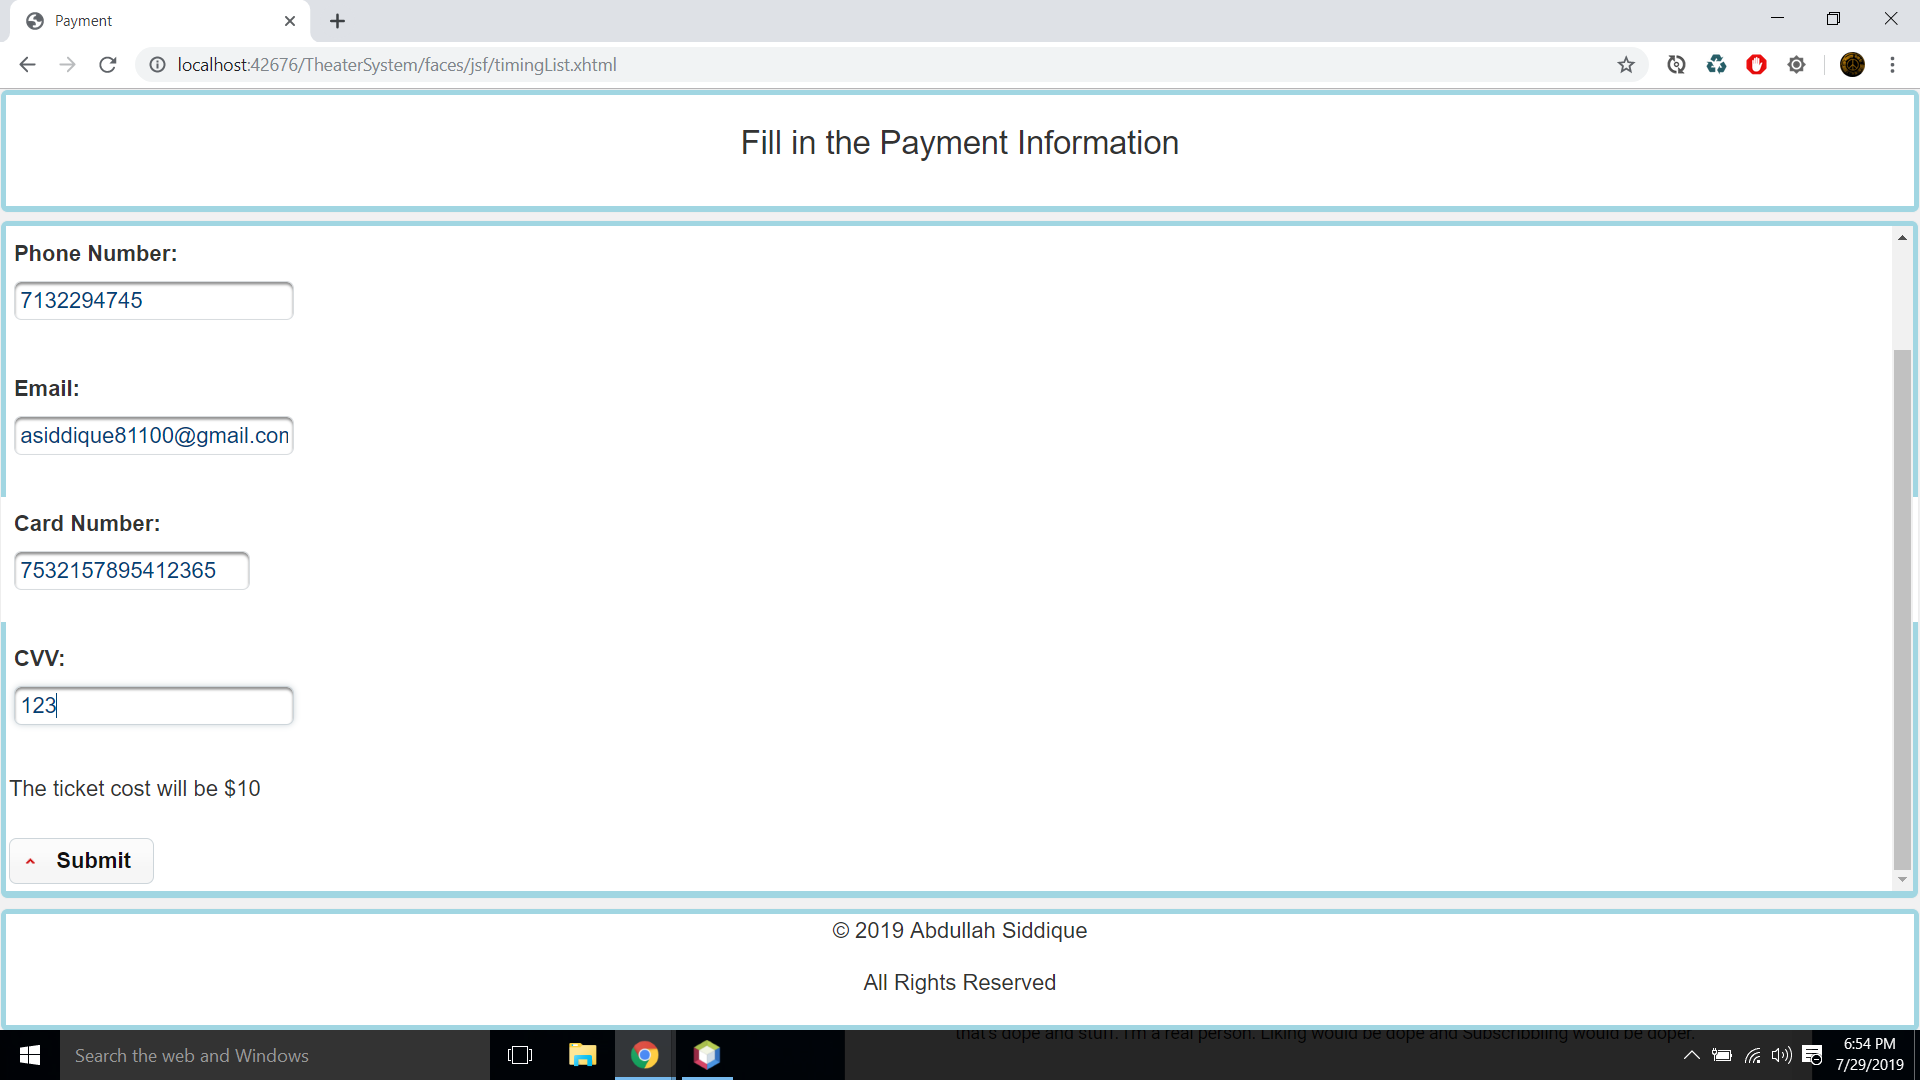 Payment
localhost:42676/TheaterSystem/faces/jsf/timingList.xhtml
Fill in the Payment Information
Phone Number:
7132294745
Email:
asiddique81100@gmail.con
Card Number:
7532157895412365
CVV:
123
The ticket cost will be $10
Submit
© 2019 Abdullah Siddique
All Rights Reserved
that's dope and stuff. I'm a real person. Liking would be dope and Subscribbling would be doper.
Search the web and Windows
6:54 PM
7/29/2019